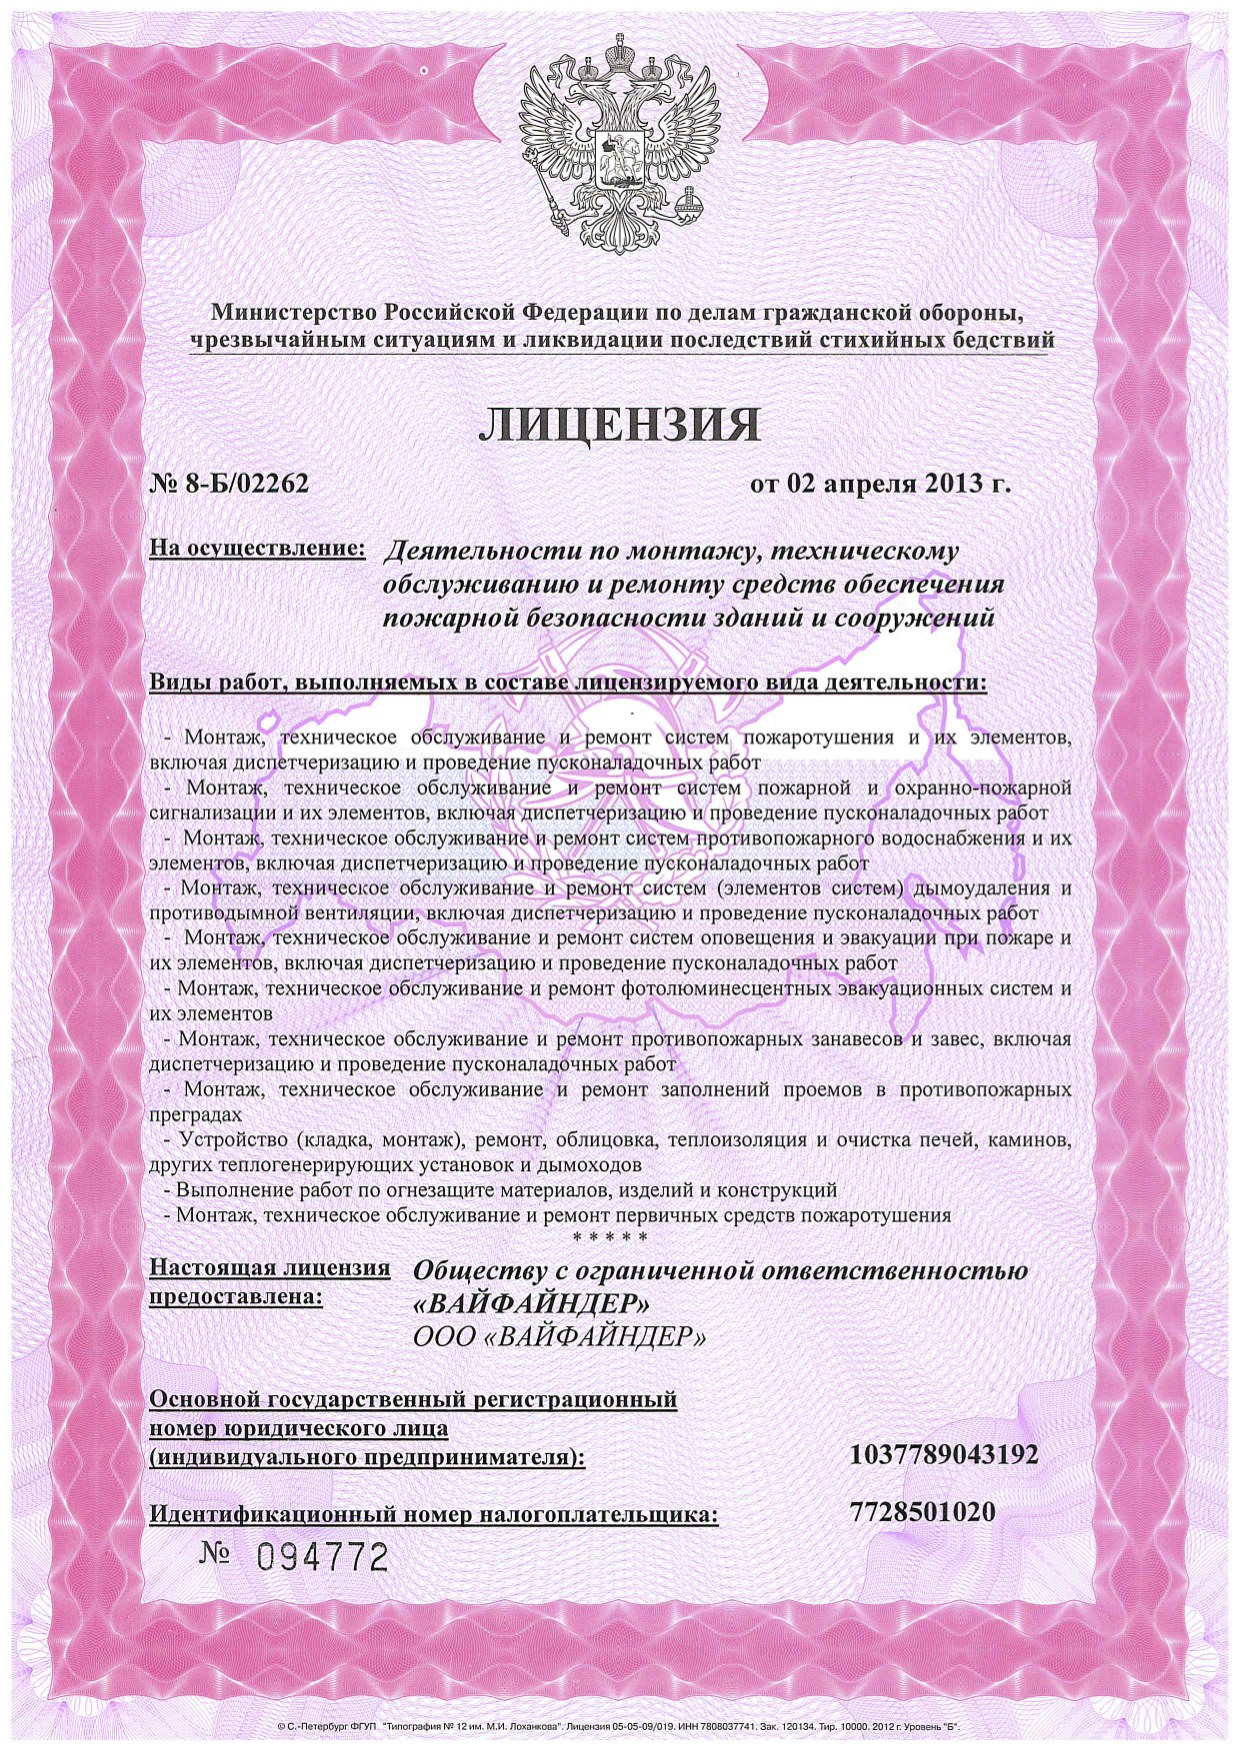 Министерство Российской Федерации по делам гражданской обороны,
чрезвычайным ситуациям и ликвидации последствий стихийных бедствий
ЛИЦЕНЗИЯ
№ 8-Б/02262 от 02 апреля 2013 г.
На осуществление: Деятельности по монтажу, техническому
обслуживанию и ремонту средств обеспечения
пожарной безопасности зданий и сооружений
Виды работ, выполняемых в составе лицензируемого вида деятельности:
- Монтаж, техническое обслуживание и ремонт систем пожаротушения и их элементов,
включая диспетчеризацию и проведение пусконаладочных работ
- Монтаж, техническое обслуживание и ремонт систем пожарной и охранно-пожарной
сигнализации и их элементов, включая диспетчеризацию и проведение пусконаладочных работ
- Монтаж, техническое обслуживание и ремонт систем противопожарного водоснабжения и их
элементов, включая диспетчеризацию и проведение пусконаладочных работ
- Монтаж, техническое обслуживание и ремонт систем (элементов систем) дымоудаления и
противодымной вентиляции, включая диспетчеризацию и проведение пусконаладочных работ
- Монтаж, техническое обслуживание и ремонт систем оповещения и эвакуации при пожаре и
их элементов, включая диспетчеризацию и проведение пусконаладочных работ
- Монтаж, техническое обслуживание и ремонт фотолюминесцентных эвакуационных систем и
их элементов
- Монтаж, техническое обслуживание и ремонт противопожарных занавесов и завес, включая
диспетчеризацию и проведение пусконаладочных работ
- Монтаж, техническое обслуживание и ремонт заполнений проемов в противопожарных
преградах
- Устройство (кладка, монтаж), ремонт, облицовка, теплоизоляция и очистка печей, каминов,
других теплогенерирующих установок и дымоходов
- Выполнение работ по огнезащите материалов, изделий и конструкций
- Монтаж, техническое обслуживание и ремонт первичных средств пожаротушения
* * * * *
Настоящая лицензия Обществу с ограниченной ответственностью
предоставлена: «ВАЙФАЙНДЕР»
ООО «ВАЙФАЙНДЕР»
Основной государственный регистрационный
номер юридического лица
(индивидуального предпринимателя): 1037789043192
Идентификационный номер налогоплательщика: 7728501020
№ 094772
© С.-Петербург ФГУП "Типография № 12 им. М.И. Лоханкова". Лицензия 05-05-09/019. ИНН 7808037741. Зак. 120134. Тир. 10000. 2012 г. Уровень "Б".